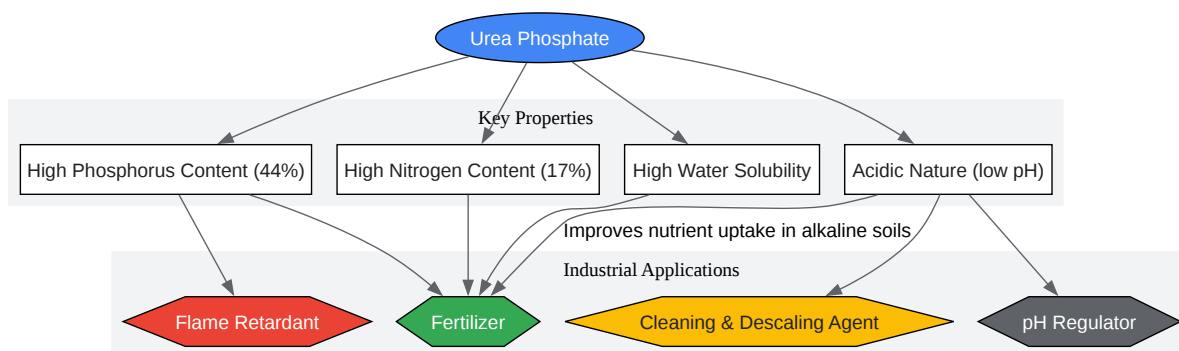 Urea Phosphate
Key Properties
High Phosphorus Content (44%)
High Nitrogen Content (17%)
High Water Solubility
Acidic Nature (low pH)
Improves nutrient uptake in alkaline soils
Industrial Applications
Flame Retardant
Fertilizer
Cleaning & Descaling Agent
pH Regulator